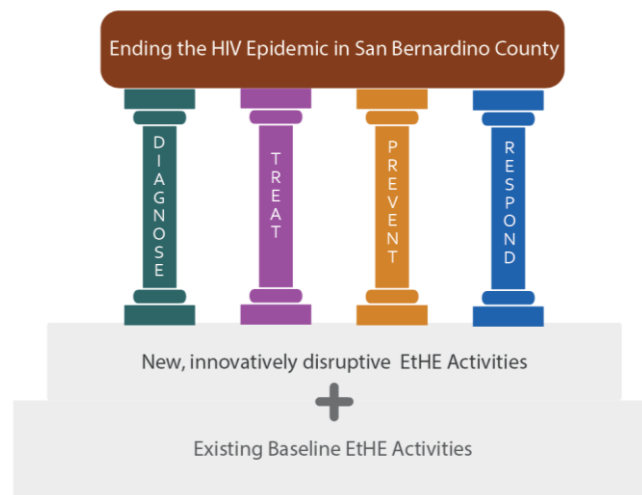 Ending the HIV Epidemic in San Bernardino County
DIAGNOSE
TREAT
PREVENT
RESPOND
New, innovatively disruptive EtHE Activities
+
Existing Baseline EtHE Activities